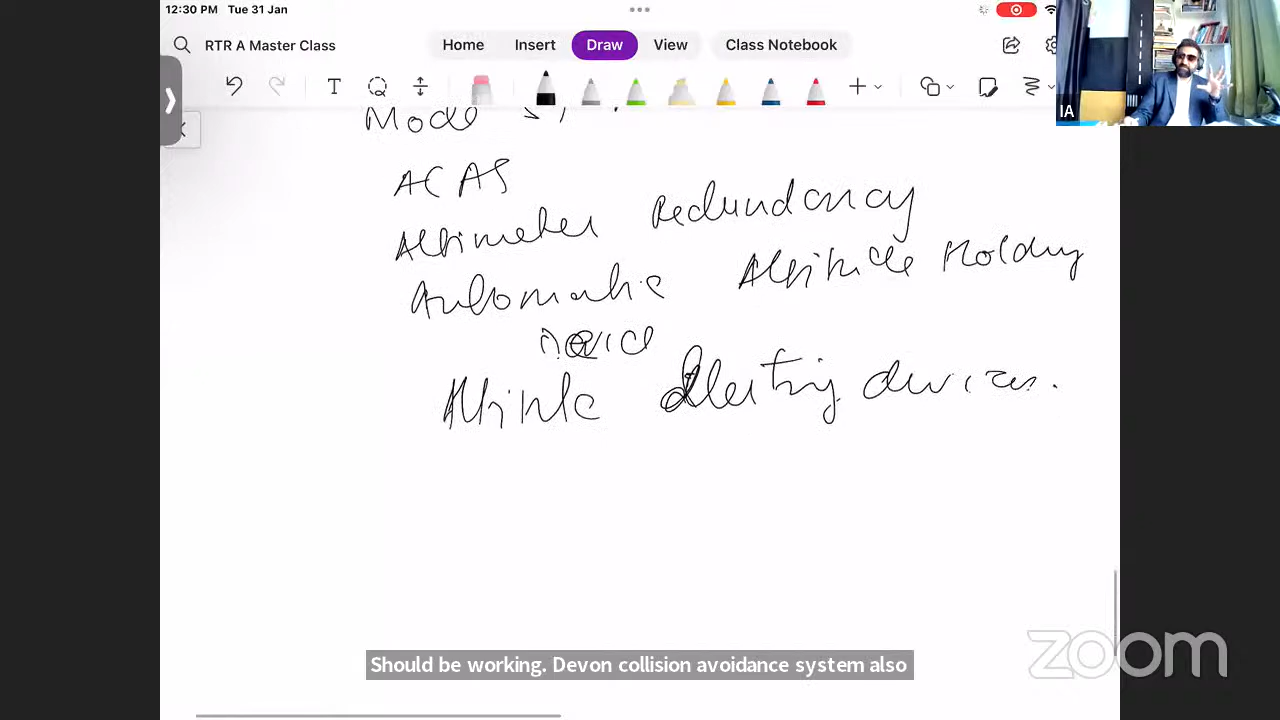 12:30 PM Tue 31 Jan
RTR A Master Class
Home Insert Draw View Class Notebook
T
IA
Mode
ACAS
Altimeter Redundancy
Automatic Altitude Holding
Altitude Alerting devices.
Should be working. Devon collision avoidance system also
zoom